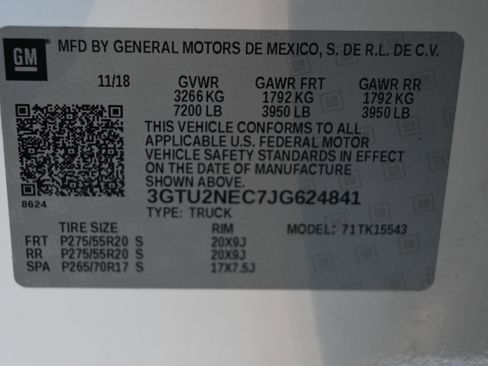 GM MFD BY GENERAL MOTORS DE MEXICO, S. DE R.L. DE C.V.
11/18 GVWR GAWR FRT GAWR RR
3266 KG 1792 KG 1792 KG
7200 LB 3950 LB 3950 LB
THIS VEHICLE CONFORMS TO ALL
APPLICABLE U.S. FEDERAL MOTOR
VEHICLE SAFETY STANDARDS IN EFFECT
ON THE DATE OF MANUFACTURE
SHOWN ABOVE.
8624 3GTU2NEC7JG624841
TYPE: TRUCK
TIRE SIZE RIM MODEL: 71TK15543
FRT P275/55R20 S 20X9J
RR P275/55R20 S 20X9J
SPA P265/70R17 S 17X7.5J